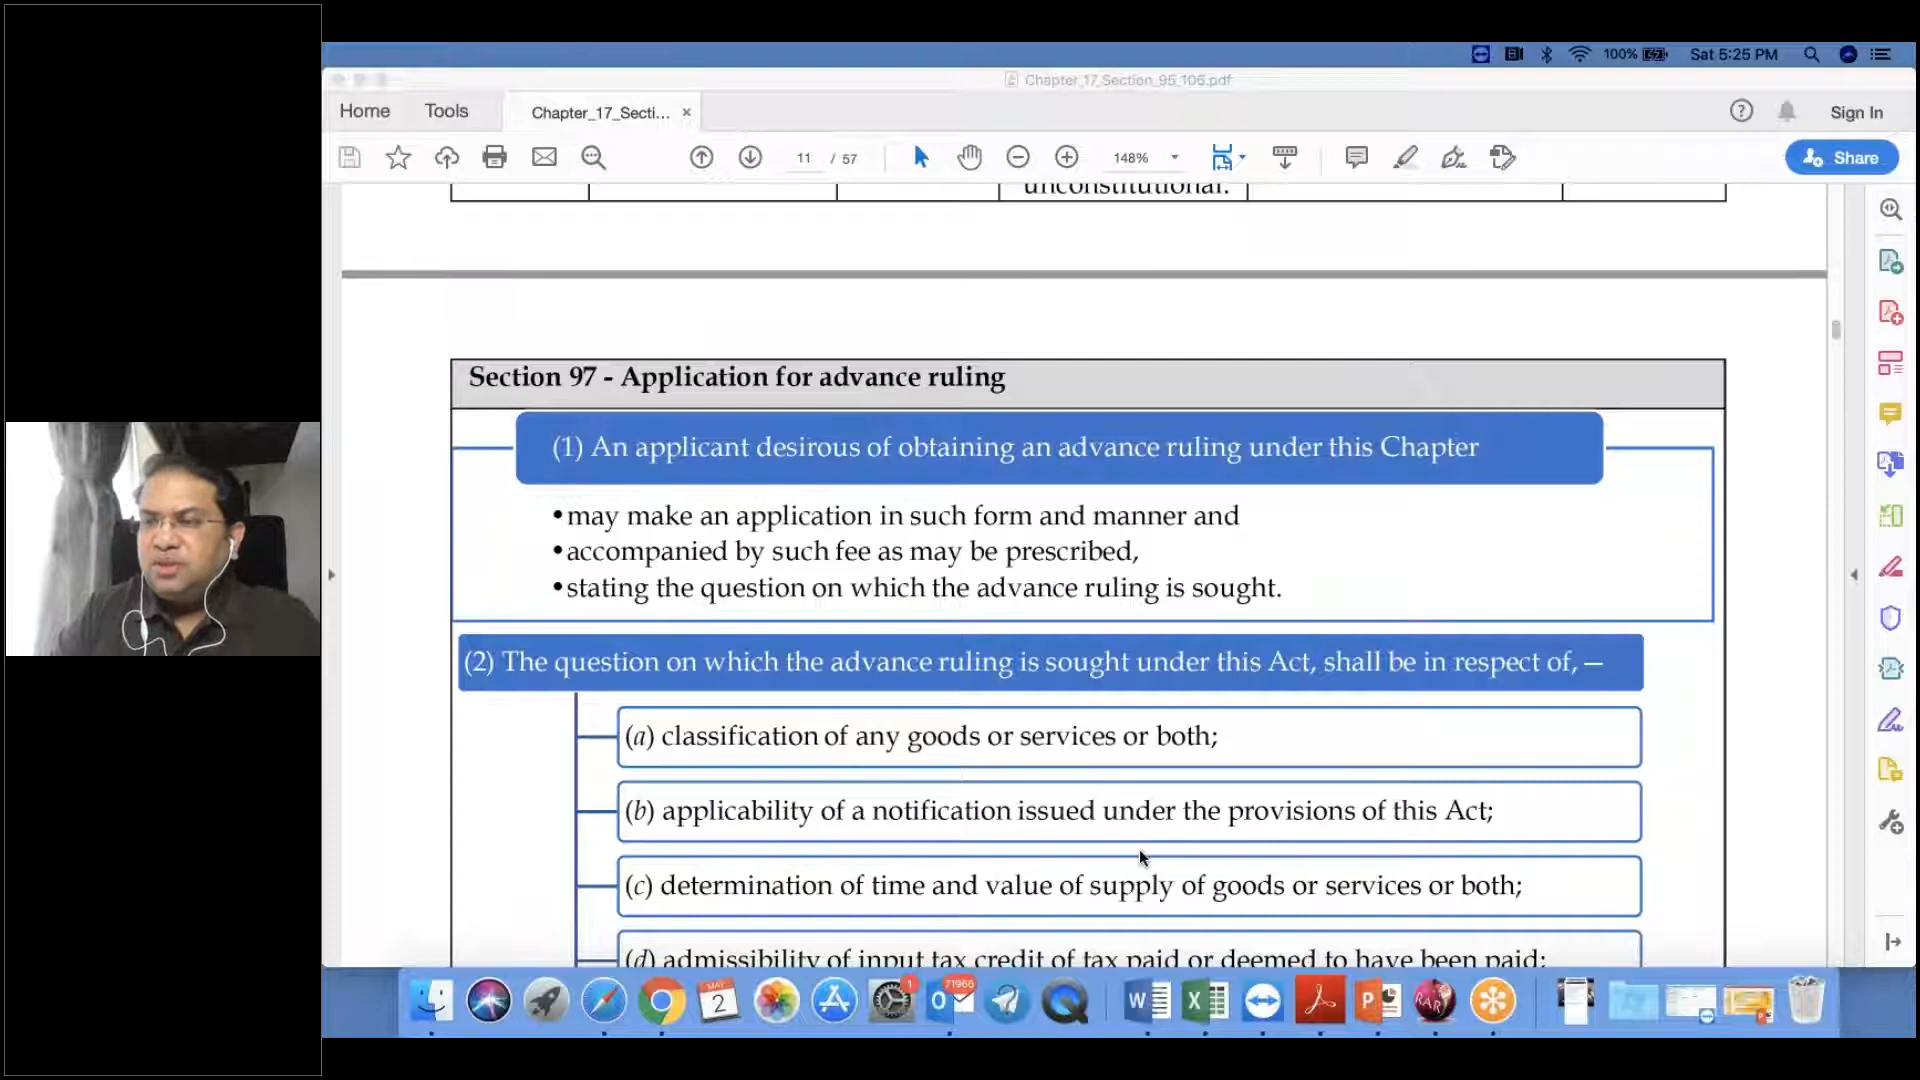 100%
Sat 5:25 PM
Chapter_17_Section_95_106.pdf
Home
Tools
Chapter_17_Secti...
×
Sign In
11 / 57
148%
Share
unconstitutional.
Section 97 - Application for advance ruling
(1) An applicant desirous of obtaining an advance ruling under this Chapter
•may make an application in such form and manner and
•accompanied by such fee as may be prescribed,
•stating the question on which the advance ruling is sought.
(2) The question on which the advance ruling is sought under this Act, shall be in respect of, —
(a) classification of any goods or services or both;
(b) applicability of a notification issued under the provisions of this Act;
(c) determination of time and value of supply of goods or services or both;
(d) admissibility of input tax credit of tax paid or deemed to have been paid;
MAY
2
1
71966
RAR